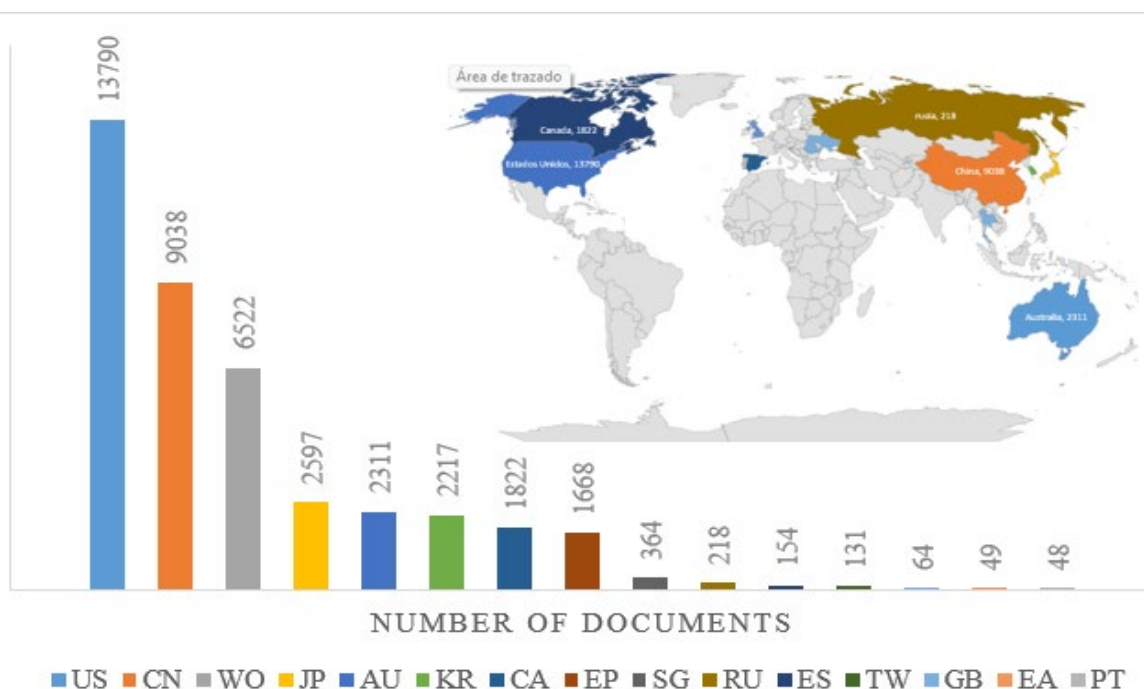 13790
9038
6522
2597
2311
2217
1822
1668
364
218
154
131
64
49
48
Área de trazado
Canada, 1822
Estados Unidos, 13790
rusia, 218
China, 9038
Australia, 2311
NUMBER OF DOCUMENTS
US CN WO JP AU KR CA EP SG RU ES TW GB EA PT